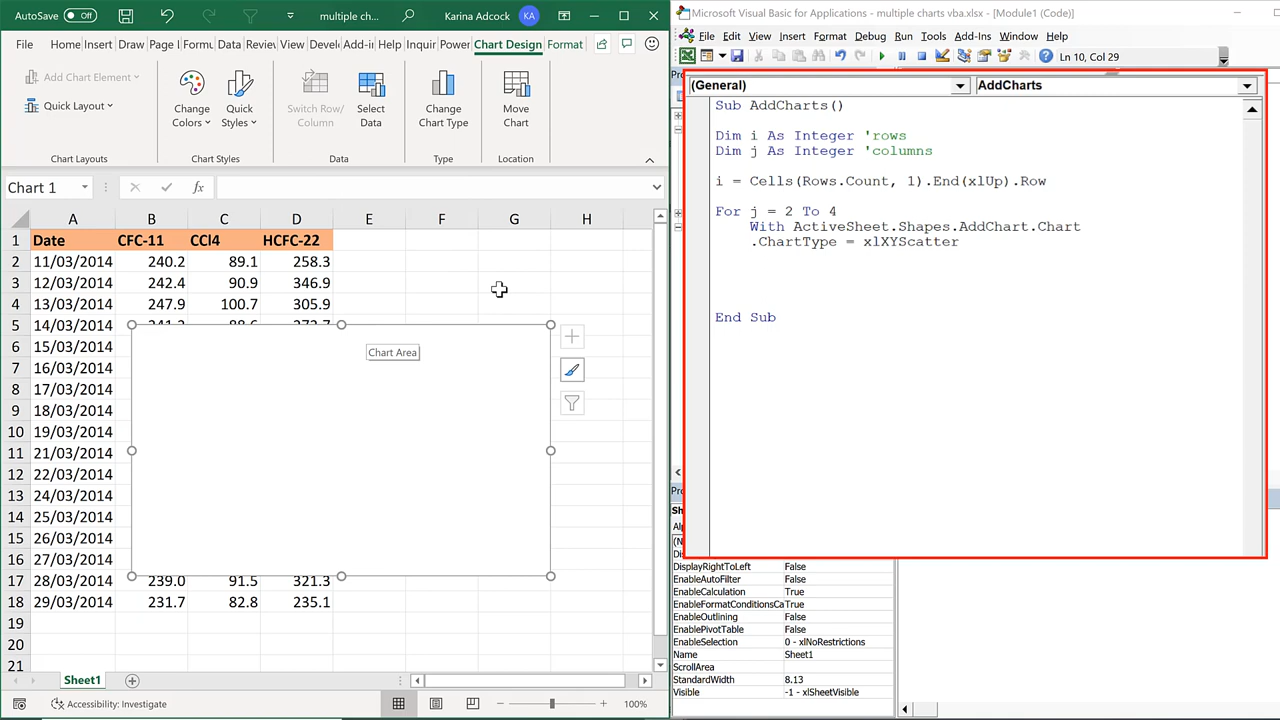 AutoSave Off multiple ch... Karina Adcock KA
File Home Insert Draw Page l Formu Data Reviev View Devel Add-in Help Inquir Power Chart Design Format
Add Chart Element
Quick Layout
Change Colors
Quick Styles
Switch Row/ Column
Select Data
Change Chart Type
Move Chart
Chart Layouts Chart Styles Data Type Location
Chart 1 fx
A B C D E F G H
1 Date CFC-11 CCl4 HCFC-22
2 11/03/2014 240.2 89.1 258.3
3 12/03/2014 242.4 90.9 346.9
4 13/03/2014 247.9 100.7 305.9
5 14/03/2014
6 15/03/2014
Chart Area
7 16/03/2014
8 17/03/2014
9 18/03/2014
10 19/03/2014
11 21/03/2014
12 22/03/2014
13 24/03/2014
14 25/03/2014
15 26/03/2014
16 27/03/2014
17 28/03/2014 239.0 91.5 321.3
18 29/03/2014 231.7 82.8 235.1
19
20
21
Sheet1
Accessibility: Investigate 100%
Microsoft Visual Basic for Applications - multiple charts vba.xlsx - [Module1 (Code)]
File Edit View Insert Format Debug Run Tools Add-Ins Window Help
Ln 10, Col 29
(General) AddCharts
Sub AddCharts()
Dim i As Integer 'rows
Dim j As Integer 'columns
i = Cells(Rows.Count, 1).End(xlUp).Row
For j = 2 To 4
With ActiveSheet.Shapes.AddChart.Chart
.ChartType = xlXYScatter
End Sub
DisplayRightToLeft False
EnableAutoFilter False
EnableCalculation True
EnableFormatConditionsCa True
EnableOutlining False
EnablePivotTable False
EnableSelection 0 - xlNoRestrictions
Name Sheet1
ScrollArea
StandardWidth 8.13
Visible -1 - xlSheetVisible